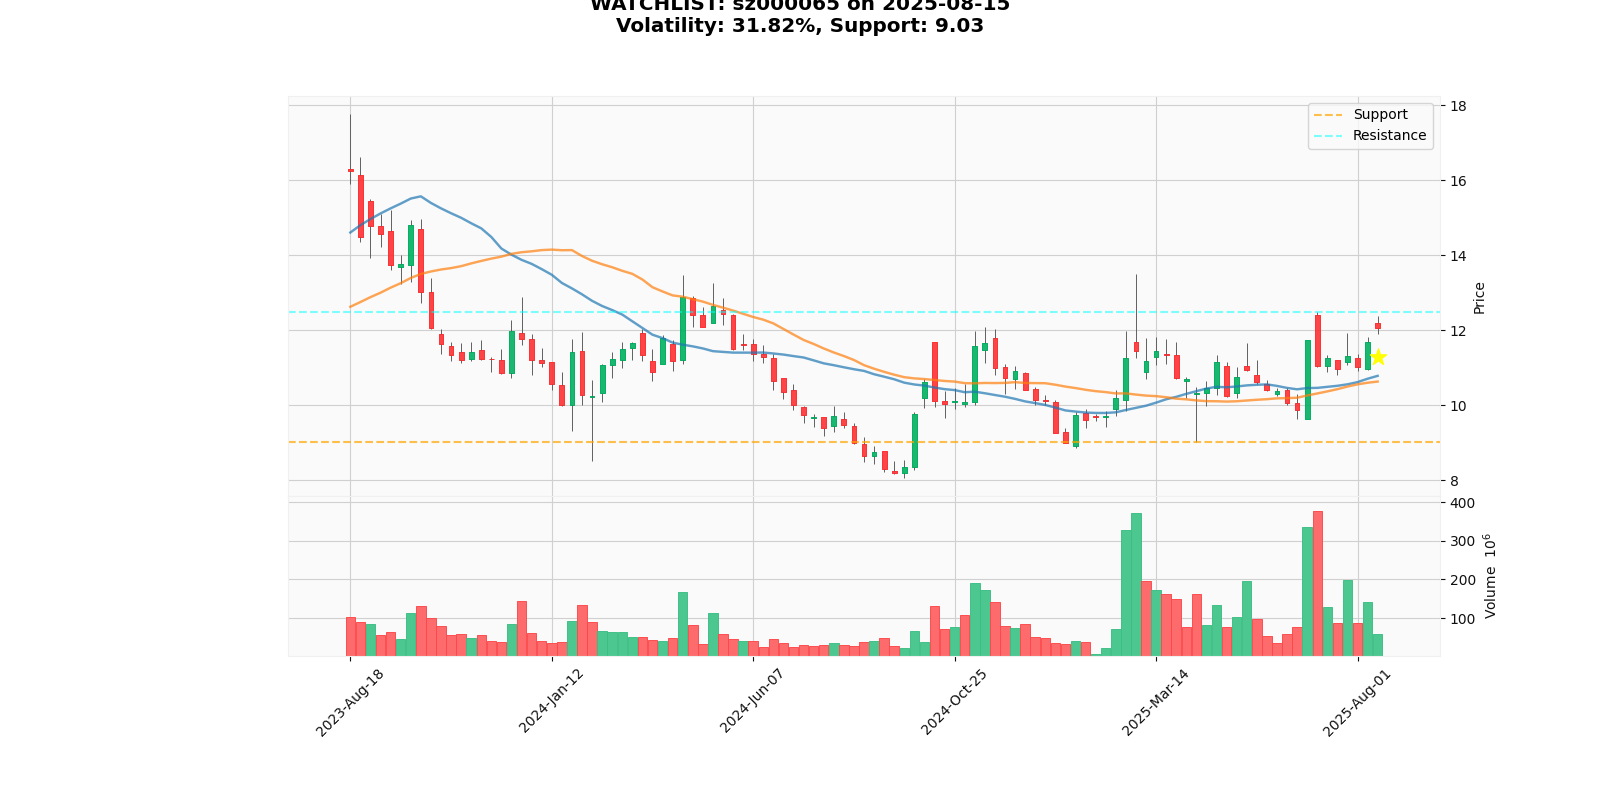 WATCHLIST: sz000065 on 2025-08-15
Volatility: 31.82%, Support: 9.03
Support
Resistance
18
16
14
12
10
8
Price
400
300
200
100
Volume 10^6
2023-Aug-18
2024-Jan-12
2024-Jun-07
2024-Oct-25
2025-Mar-14
2025-Aug-01